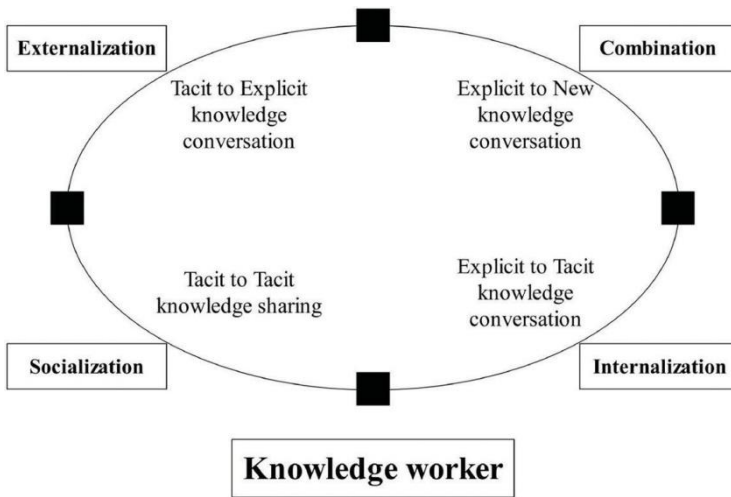 Externalization
Combination
Tacit to Explicit
knowledge
conversation
Explicit to New
knowledge
conversation
Tacit to Tacit
knowledge sharing
Explicit to Tacit
knowledge
conversation
Socialization
Internalization
Knowledge worker